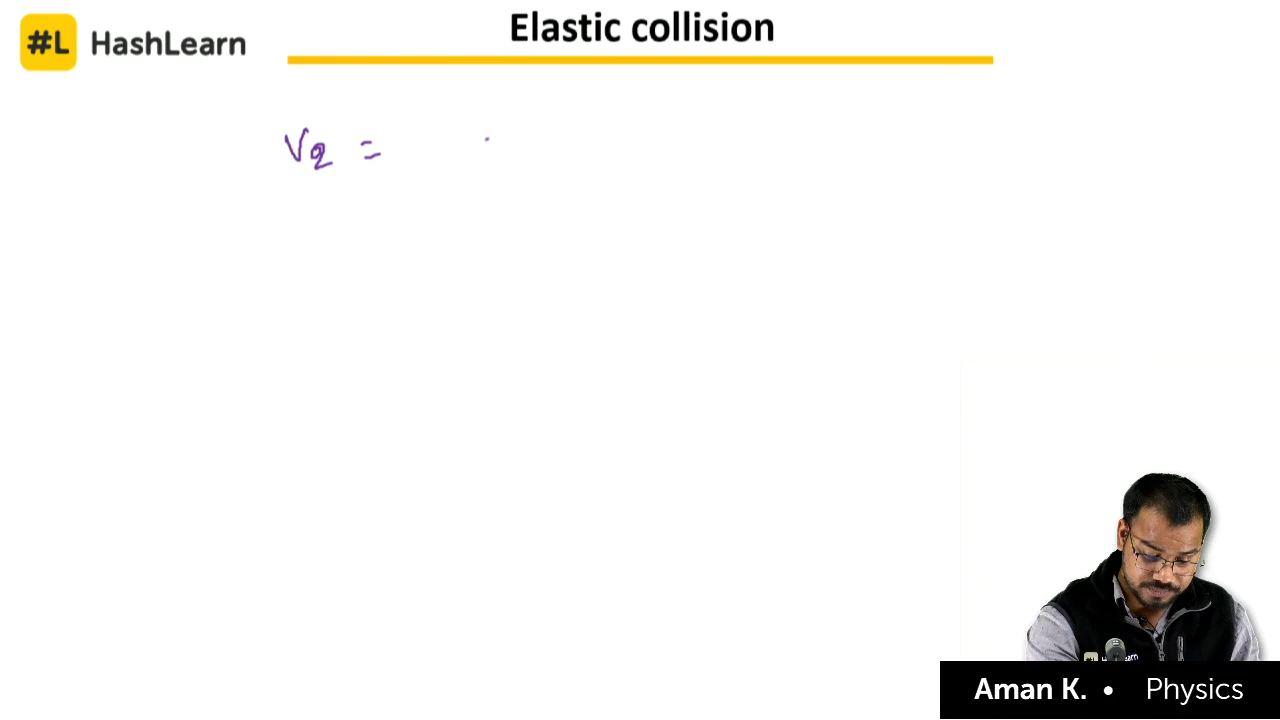 #L HashLearn
Elastic collision
V2 =
Aman K. • Physics